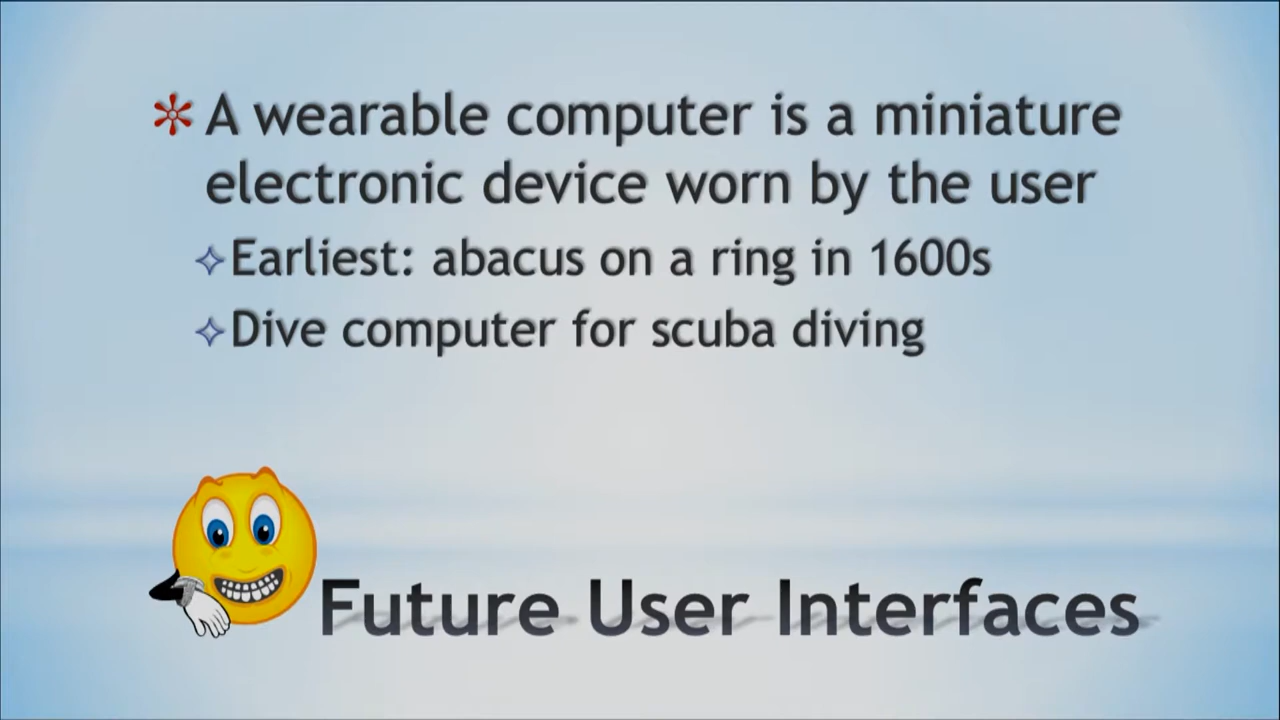 A wearable computer is a miniature
electronic device worn by the user
Earliest: abacus on a ring in 1600s
Dive computer for scuba diving
Future User Interfaces